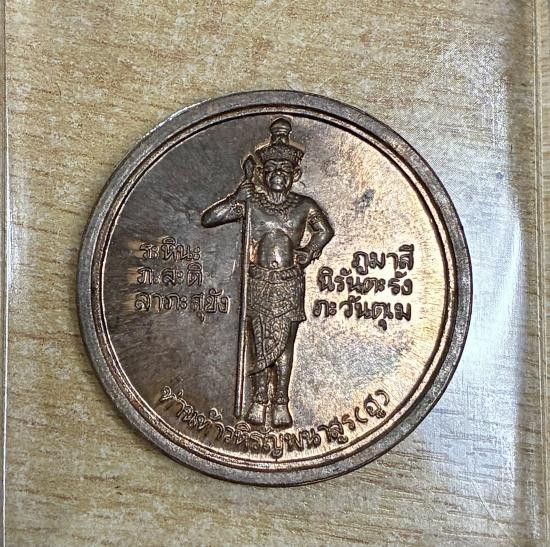 ระหินะ
ภะสะติ
ลาภะสุขัง
ภูมาสี
นิรันตะรัง
ภะวันตุเม
ท่านท้าวหิรัญพนาสูร(ฮู)